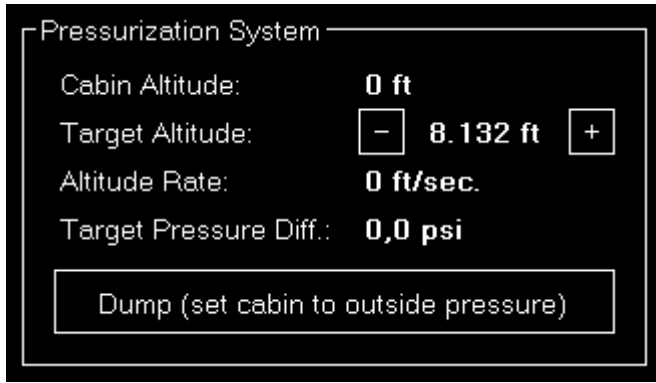 Pressurization System
Cabin Altitude: 0 ft
Target Altitude: - 8.132 ft +
Altitude Rate: 0 ft/sec.
Target Pressure Diff.: 0,0 psi
Dump (set cabin to outside pressure)